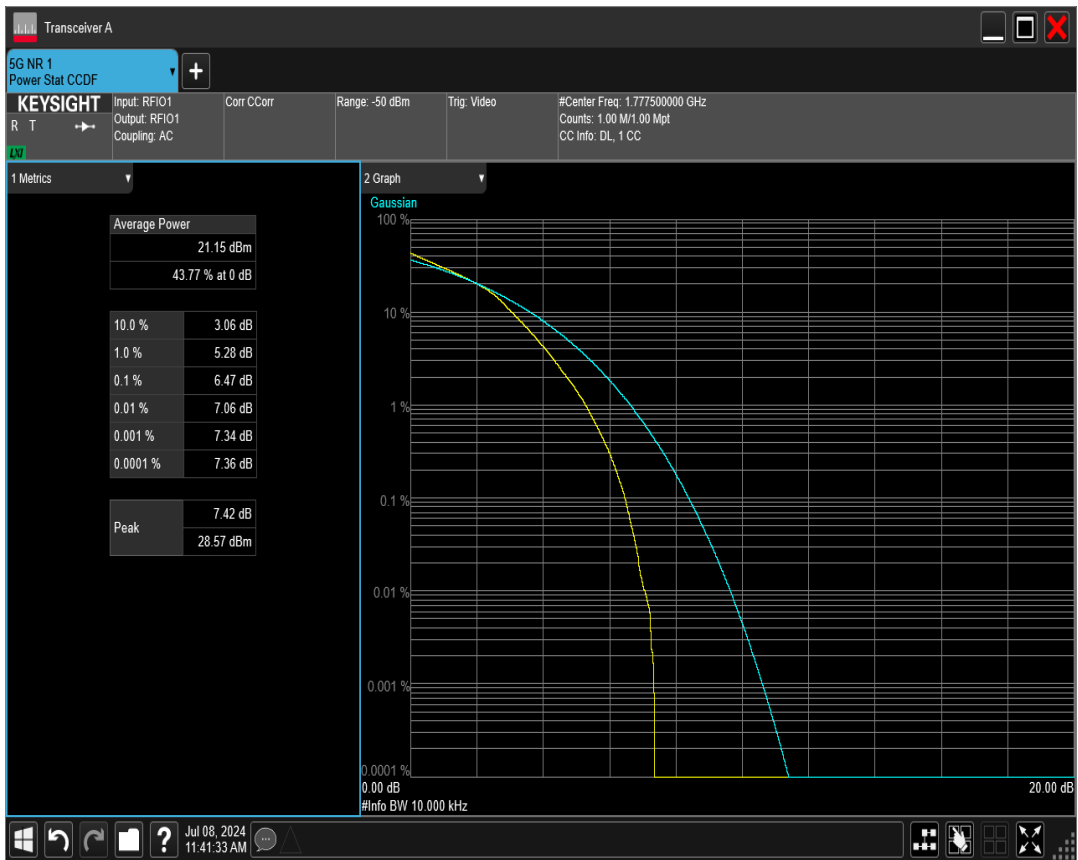 Transceiver A
5G NR 1
Power Stat CCDF
KEYSIGHT
R T
LXI
Input: RFIO1
Output: RFIO1
Coupling: AC
Corr CCorr
Range: -50 dBm
Trig: Video
#Center Freq: 1.777500000 GHz
Counts: 1.00 M/1.00 Mpt
CC Info: DL, 1 CC
1 Metrics
Average Power
21.15 dBm
43.77 % at 0 dB
10.0 % 3.06 dB
1.0 % 5.28 dB
0.1 % 6.47 dB
0.01 % 7.06 dB
0.001 % 7.34 dB
0.0001 % 7.36 dB
Peak
7.42 dB
28.57 dBm
2 Graph
Gaussian
100 %
10 %
1 %
0.1 %
0.01 %
0.001 %
0.0001 %
0.00 dB
20.00 dB
#Info BW 10.000 kHz
?
Jul 08, 2024
11:41:33 AM